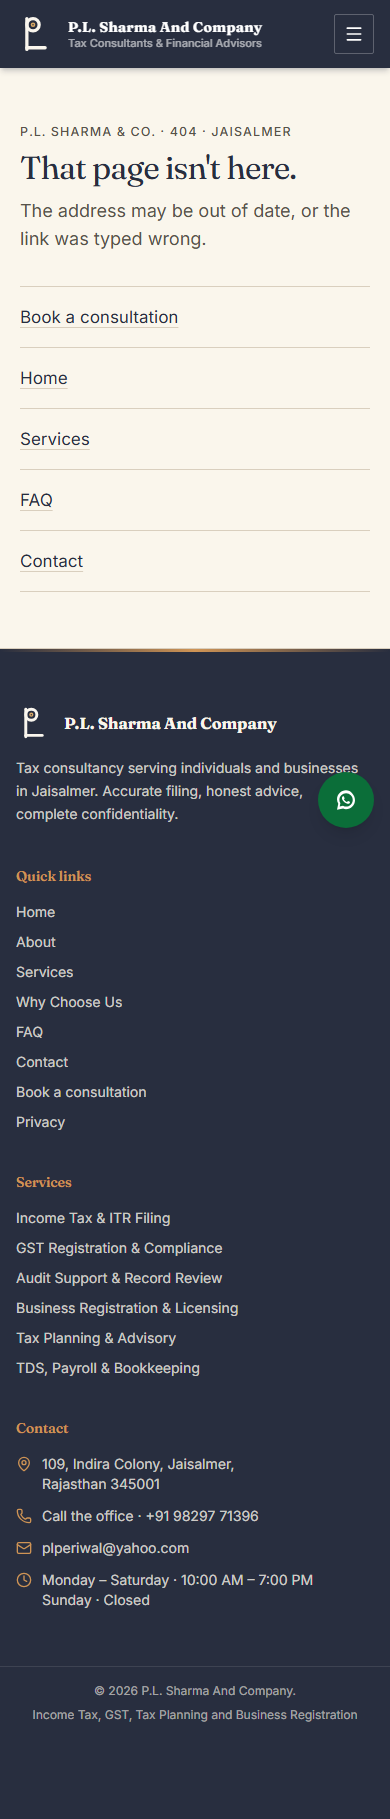 P.L. Sharma And Company
Tax Consultants & Financial Advisors
P.L. SHARMA & CO. · 404 · JAISALMER
That page isn't here.
The address may be out of date, or the
link was typed wrong.
Book a consultation
Home
Services
FAQ
Contact
P.L. Sharma And Company
Tax consultancy serving individuals and businesses
in Jaisalmer. Accurate filing, honest advice,
complete confidentiality.
Quick links
Home
About
Services
Why Choose Us
FAQ
Contact
Book a consultation
Privacy
Services
Income Tax & ITR Filing
GST Registration & Compliance
Audit Support & Record Review
Business Registration & Licensing
Tax Planning & Advisory
TDS, Payroll & Bookkeeping
Contact
109, Indira Colony, Jaisalmer,
Rajasthan 345001
Call the office · +91 98297 71396
plperiwal@yahoo.com
Monday – Saturday · 10:00 AM – 7:00 PM
Sunday · Closed
© 2026 P.L. Sharma And Company.
Income Tax, GST, Tax Planning and Business Registration